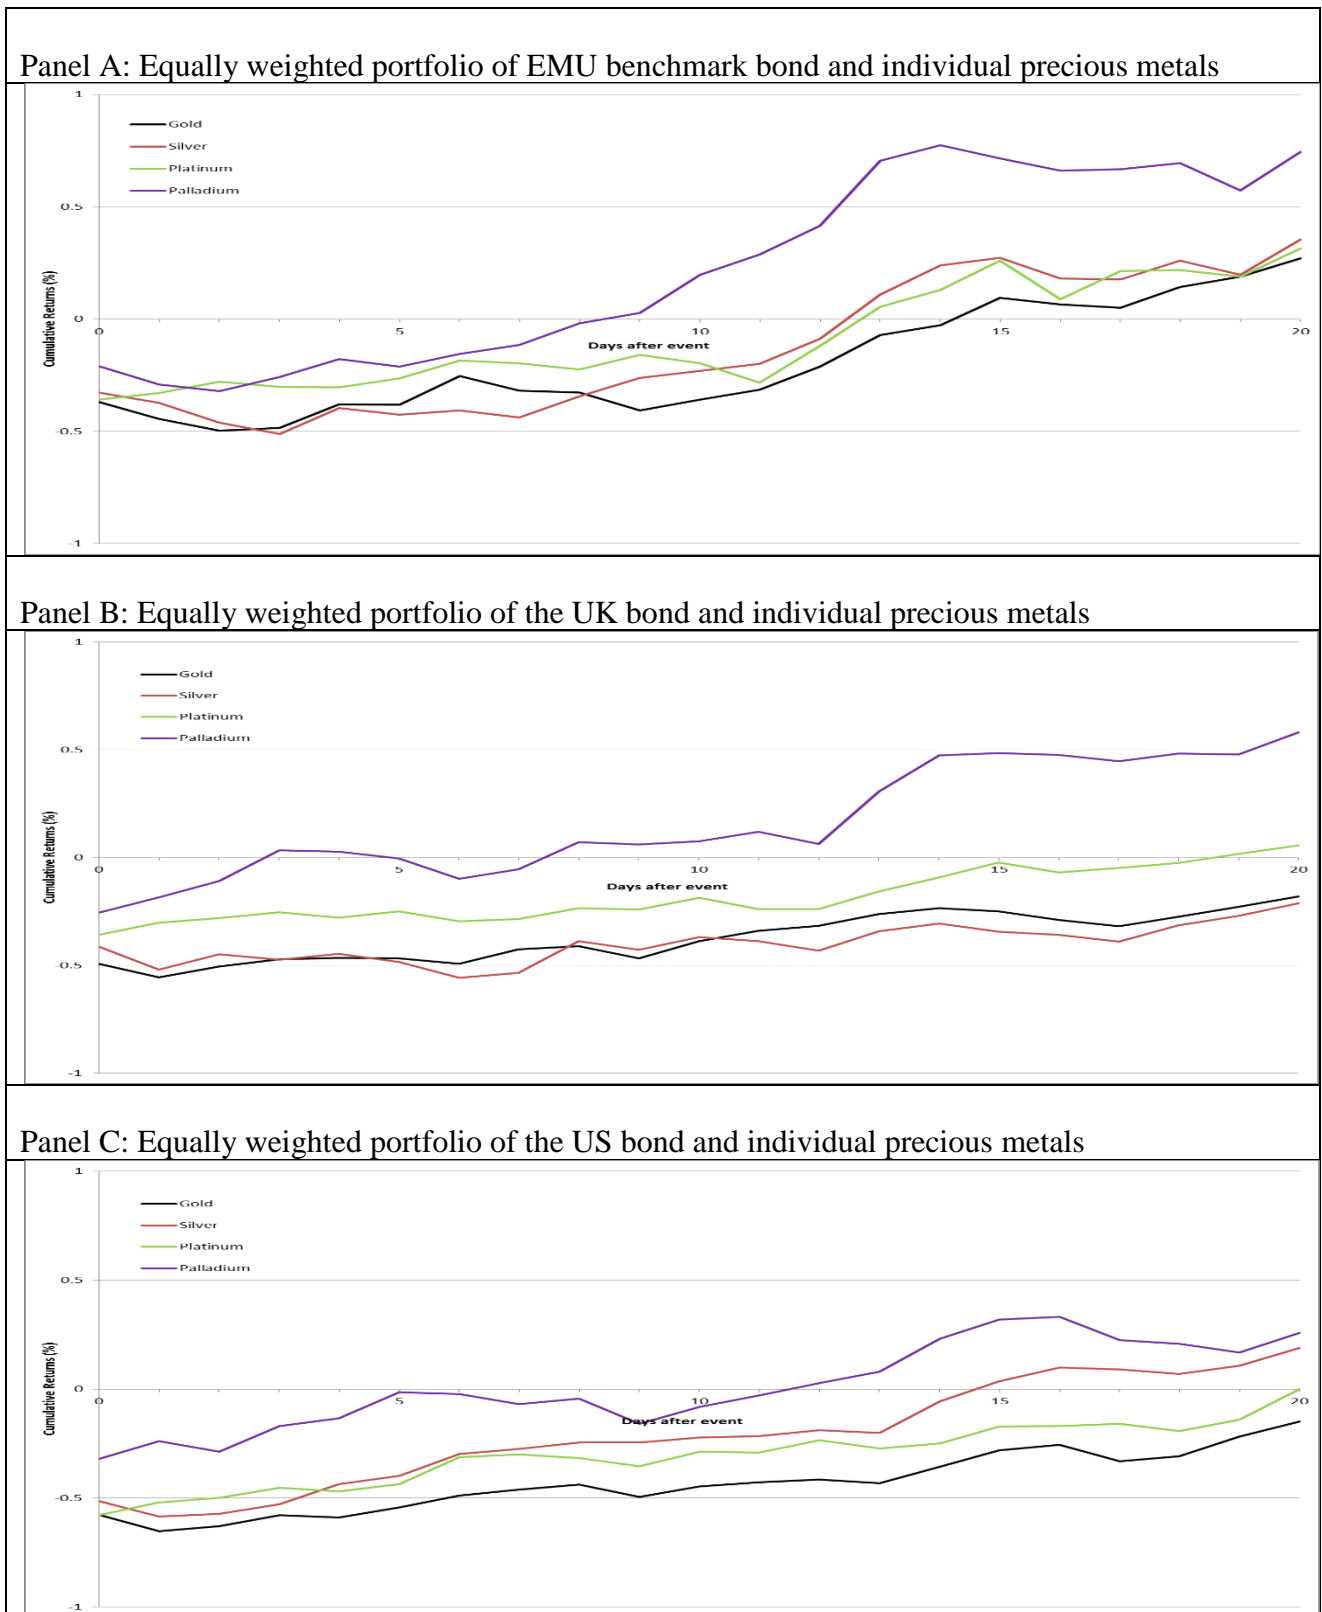 Panel A: Equally weighted portfolio of EMU benchmark bond and individual precious metals
1
Gold
Silver
Platinum
Palladium
0.5
Cumulative Returns (%)
0
0 5 10 15 20
Days after event
-0.5
-1
Panel B: Equally weighted portfolio of the UK bond and individual precious metals
1
Gold
Silver
Platinum
Palladium
0.5
Cumulative Returns (%)
0
0 5 10 15 20
Days after event
-0.5
-1
Panel C: Equally weighted portfolio of the US bond and individual precious metals
1
Gold
Silver
Platinum
Palladium
0.5
Cumulative Returns (%)
0
0 5 10 15 20
Days after event
-0.5
-1